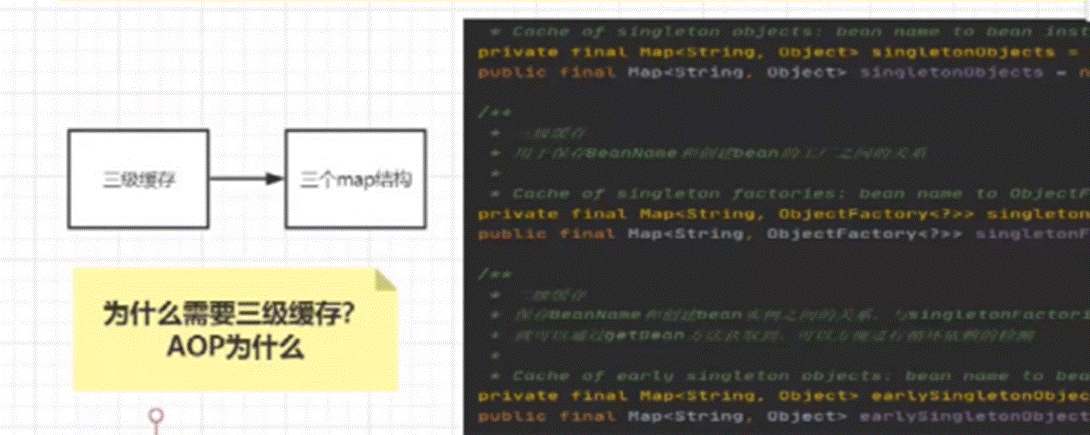 三级缓存
三个map结构
为什么需要三级缓存?
AOP为什么
* Cache of singleton objects: bean name to bean inst
private final Map<String, Object> singletonObjects =
public final Map<String, Object> singletonObjects = n
/**
* 三级缓存
* 用于保存BeanName和创建bean的工厂之间的关系
*
* Cache of singleton factories: bean name to ObjectF
private final Map<String, ObjectFactory<?>> singleton
public final Map<String, ObjectFactory<?>> singletonF
/**
* 二级缓存
* 保存BeanName和创建bean实例之间的关系,与singletonFactori
* 就可以通过getBean方法获取到,可以方便进行循环依赖的检测
*
* Cache of early singleton objects: bean name to bea
private final Map<String, Object> earlySingletonObjec
public final Map<String, Object> earlySingletonObject